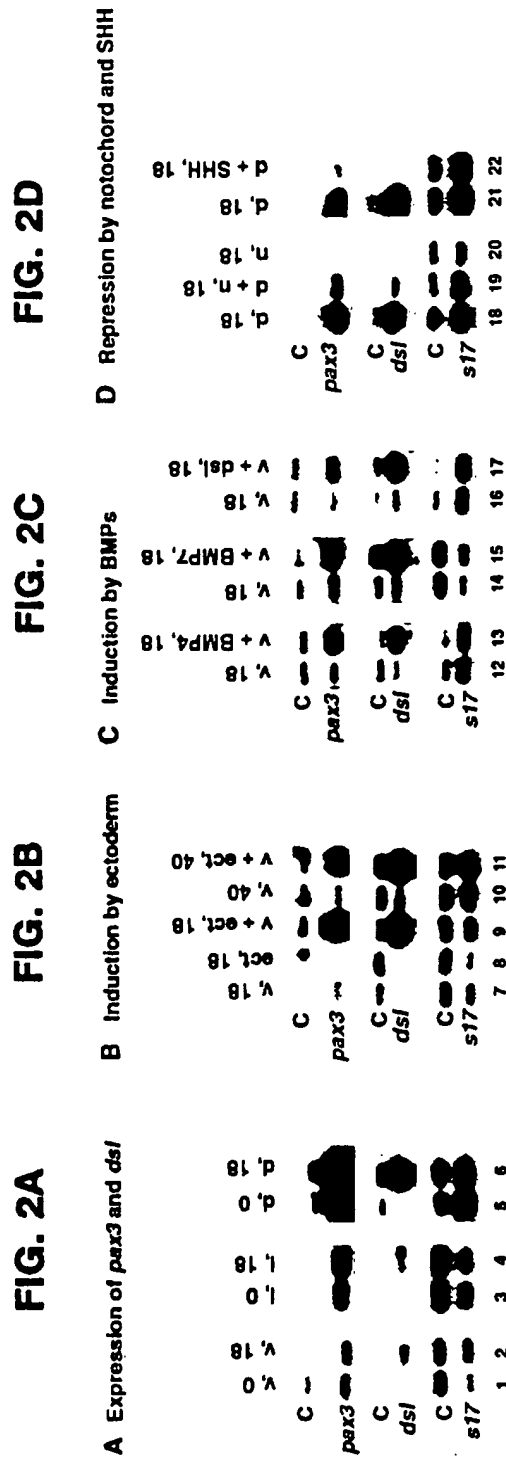 FIG. 2A
A Expression of pax3 and dsl
v, 0
v, 18
l, 0
l, 18
d, 0
d, 18
C
pax3
C
dsl
C
s17
1 2 3 4 5 6
FIG. 2B
B Induction by ectoderm
v, 18
ect, 18
v + ect, 18
v, 40
v + ect, 40
C
pax3
C
dsl
C
s17
7 8 9 10 11
FIG. 2C
C Induction by BMPs
v, 18
v + BMP4, 18
v, 18
v + BMP7, 18
v, 18
v + dsl, 18
C
pax3
C
dsl
C
s17
12 13 14 15 16 17
FIG. 2D
D Repression by notochord and SHH
d, 18
d + n, 18
n, 18
d, 18
d + SHH, 18
C
pax3
C
dsl
C
s17
18 19 20 21 22